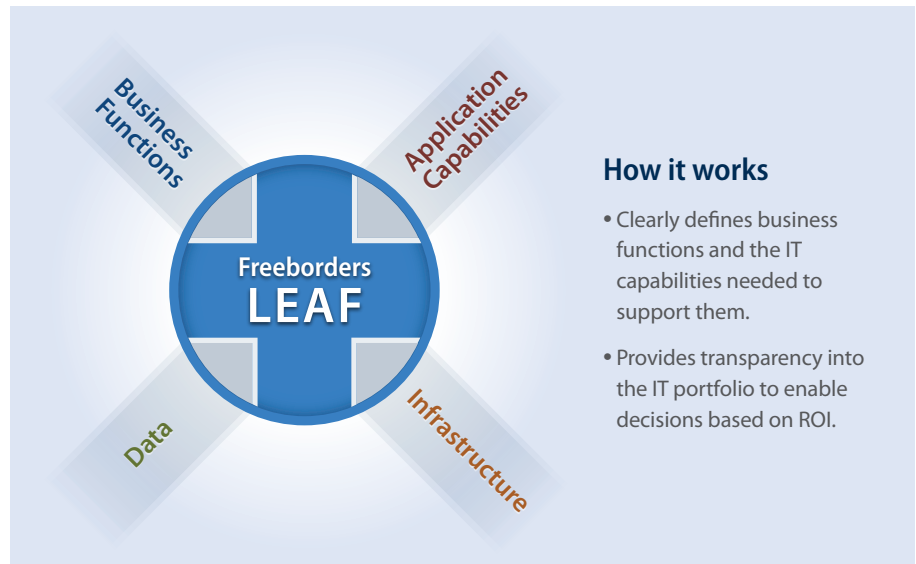 Business
Functions
Application
Capabilities
Freeborders
LEAF
Data
Infrastructure
How it works
• Clearly defines business
functions and the IT
capabilities needed to
support them.
• Provides transparency into
the IT portfolio to enable
decisions based on ROI.